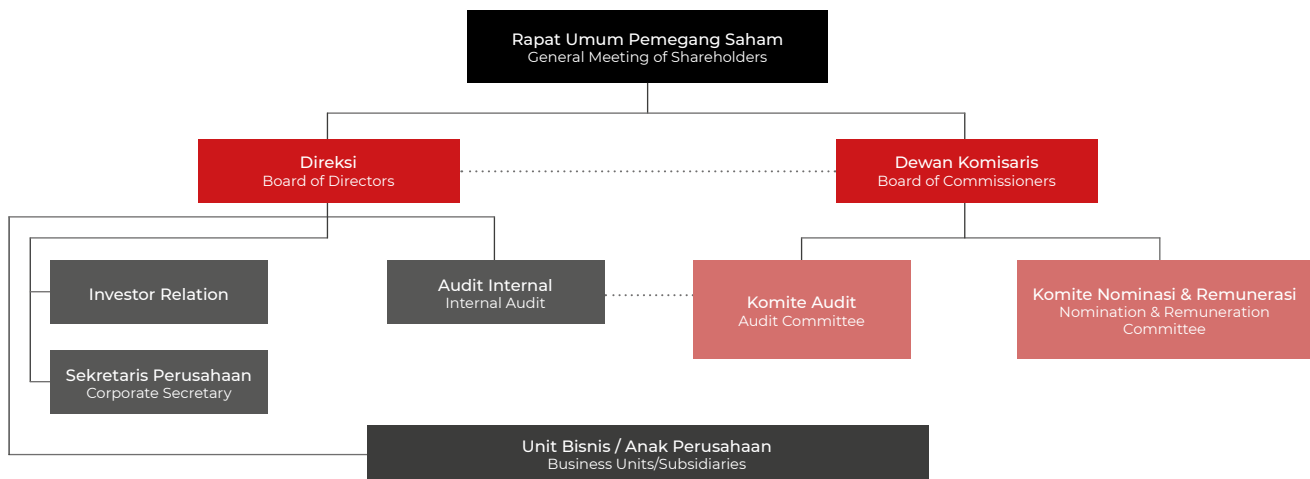 Rapat Umum Pemegang Saham
General Meeting of Shareholders
Direksi
Board of Directors
Dewan Komisaris
Board of Commissioners
Investor Relation
Audit Internal
Internal Audit
Komite Audit
Audit Committee
Komite Nominasi & Remunerasi
Nomination & Remuneration
Committee
Sekretaris Perusahaan
Corporate Secretary
Unit Bisnis / Anak Perusahaan
Business Units/Subsidiaries